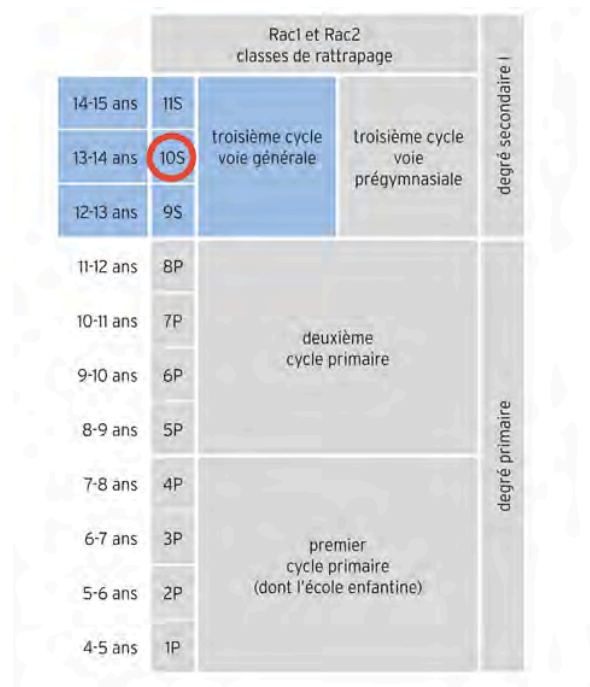 Rac1 et Rac2
classes de rattrapage
degré secondaire I
14-15 ans 11S
13-14 ans 10S
12-13 ans 9S
troisième cycle
voie générale
troisième cycle
voie
prégymnasiale
11-12 ans 8P
10-11 ans 7P
9-10 ans 6P
8-9 ans 5P
deuxième
cycle primaire
degré primaire
7-8 ans 4P
6-7 ans 3P
5-6 ans 2P
4-5 ans 1P
premier
cycle primaire
(dont l'école enfantine)